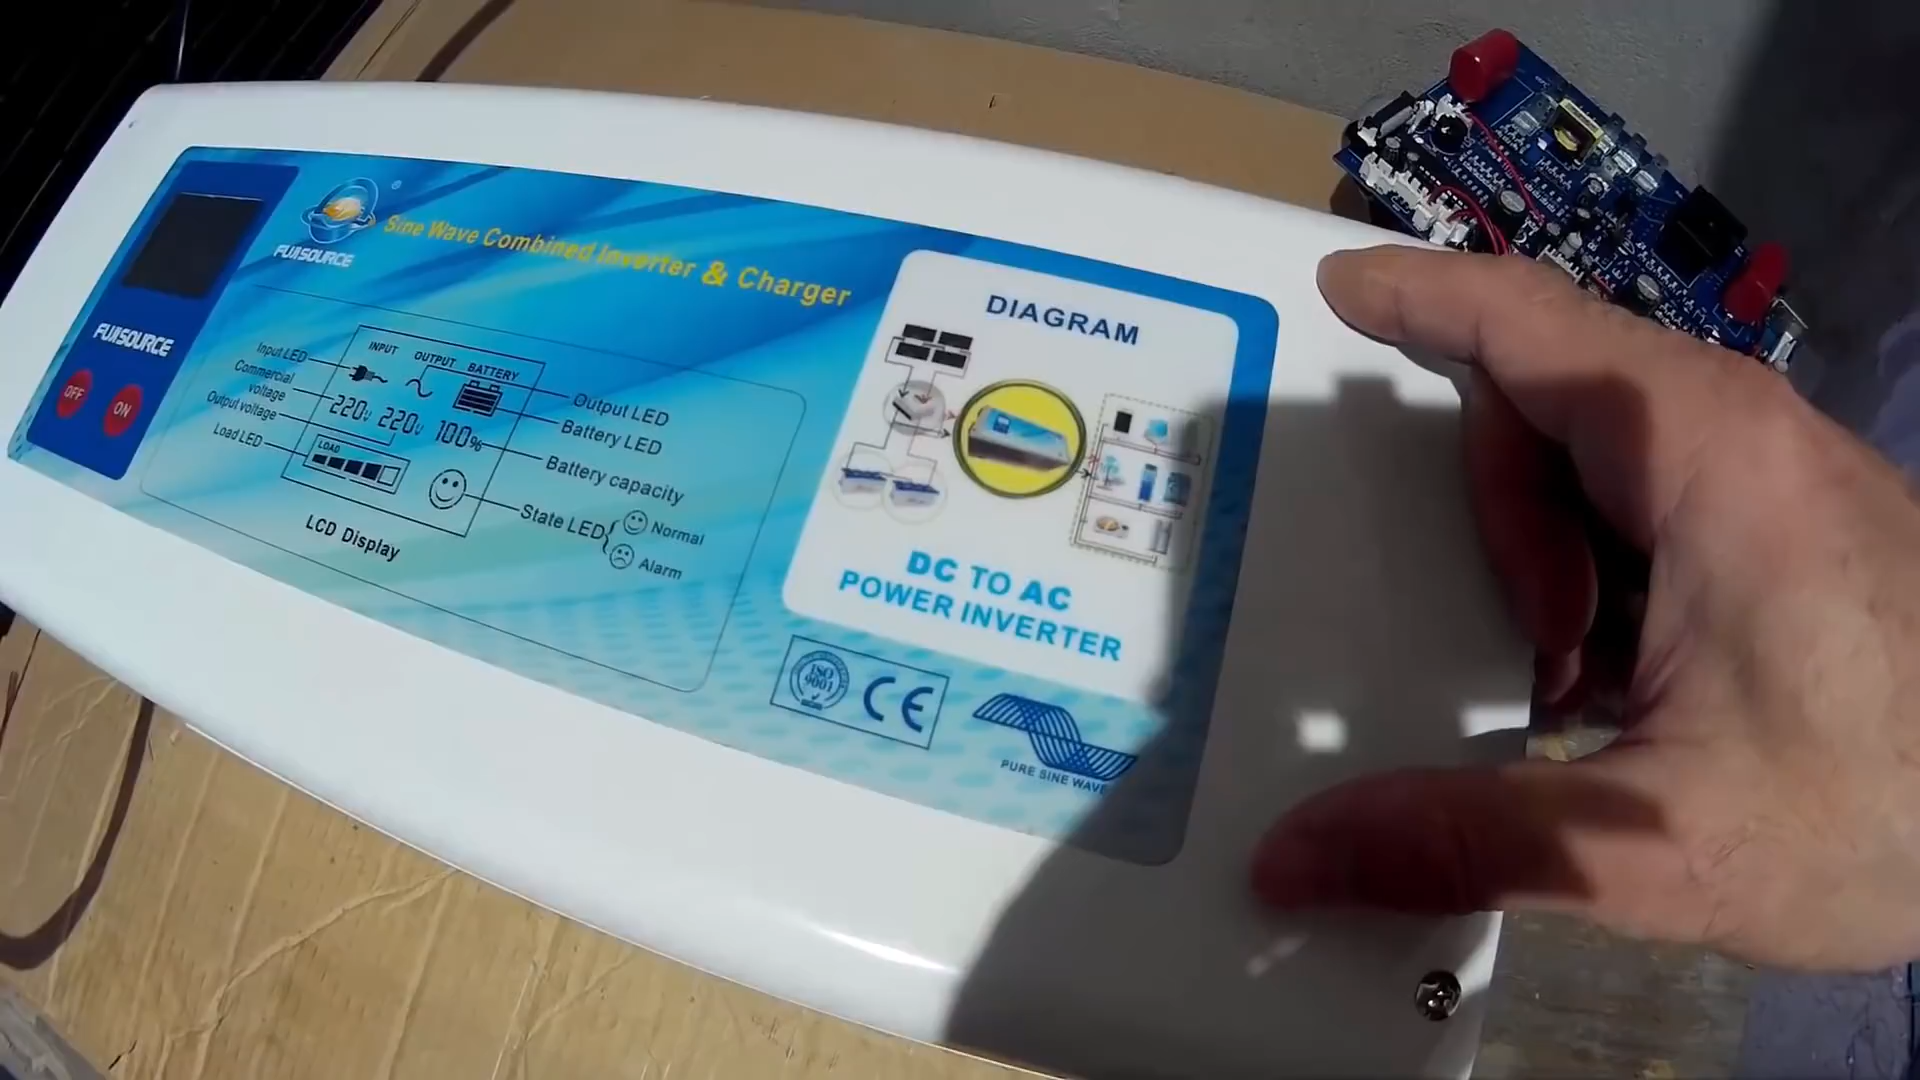 ®
FUJISOURCE
Sine Wave Combined Inverter & Charger
FUJISOURCE
OFF
ON
INPUT
OUTPUT
BATTERY
Input LED
Commercial
voltage
Output voltage
Load LED
220V
220V
100%
LOAD
Output LED
Battery LED
Battery capacity
State LED
Normal
Alarm
LCD Display
DIAGRAM
DC TO AC
POWER INVERTER
ISO
9001
CE
PURE SINE WAVE